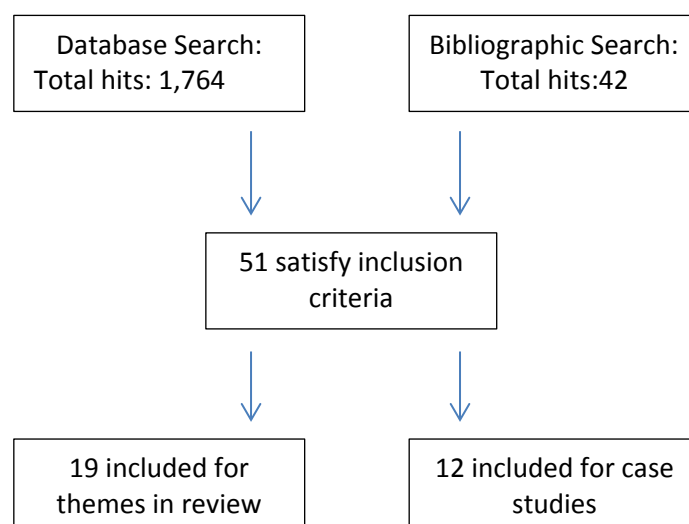 Database Search:
Total hits: 1,764
Bibliographic Search:
Total hits:42
51 satisfy inclusion
criteria
19 included for
themes in review
12 included for case
studies